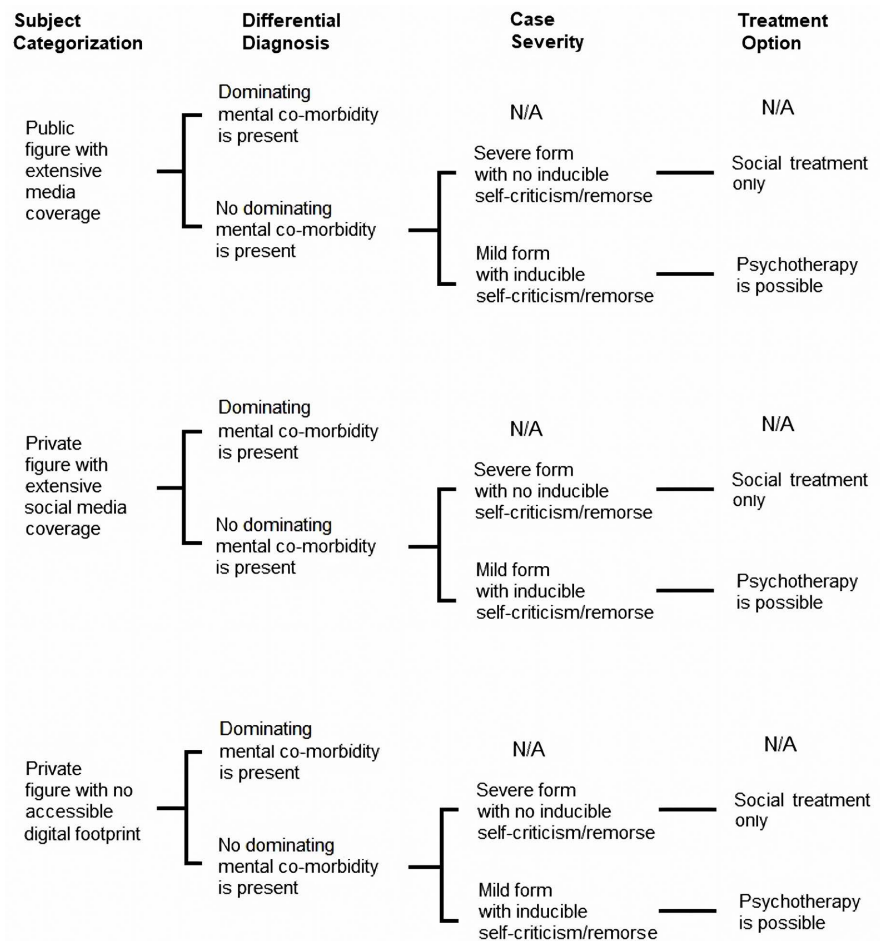 Subject
Categorization
Differential
Diagnosis
Case
Severity
Treatment
Option
Public
figure with
extensive
media
coverage
Dominating
mental co-morbidity
is present
N/A
N/A
No dominating
mental co-morbidity
is present
Severe form
with no inducible
self-criticism/remorse
Social treatment
only
Mild form
with inducible
self-criticism/remorse
Psychotherapy
is possible
Private
figure with
extensive
social media
coverage
Dominating
mental co-morbidity
is present
N/A
N/A
No dominating
mental co-morbidity
is present
Severe form
with no inducible
self-criticism/remorse
Social treatment
only
Mild form
with inducible
self-criticism/remorse
Psychotherapy
is possible
Private
figure with no
accessible
digital footprint
Dominating
mental co-morbidity
is present
N/A
N/A
No dominating
mental co-morbidity
is present
Severe form
with no inducible
self-criticism/remorse
Social treatment
only
Mild form
with inducible
self-criticism/remorse
Psychotherapy
is possible